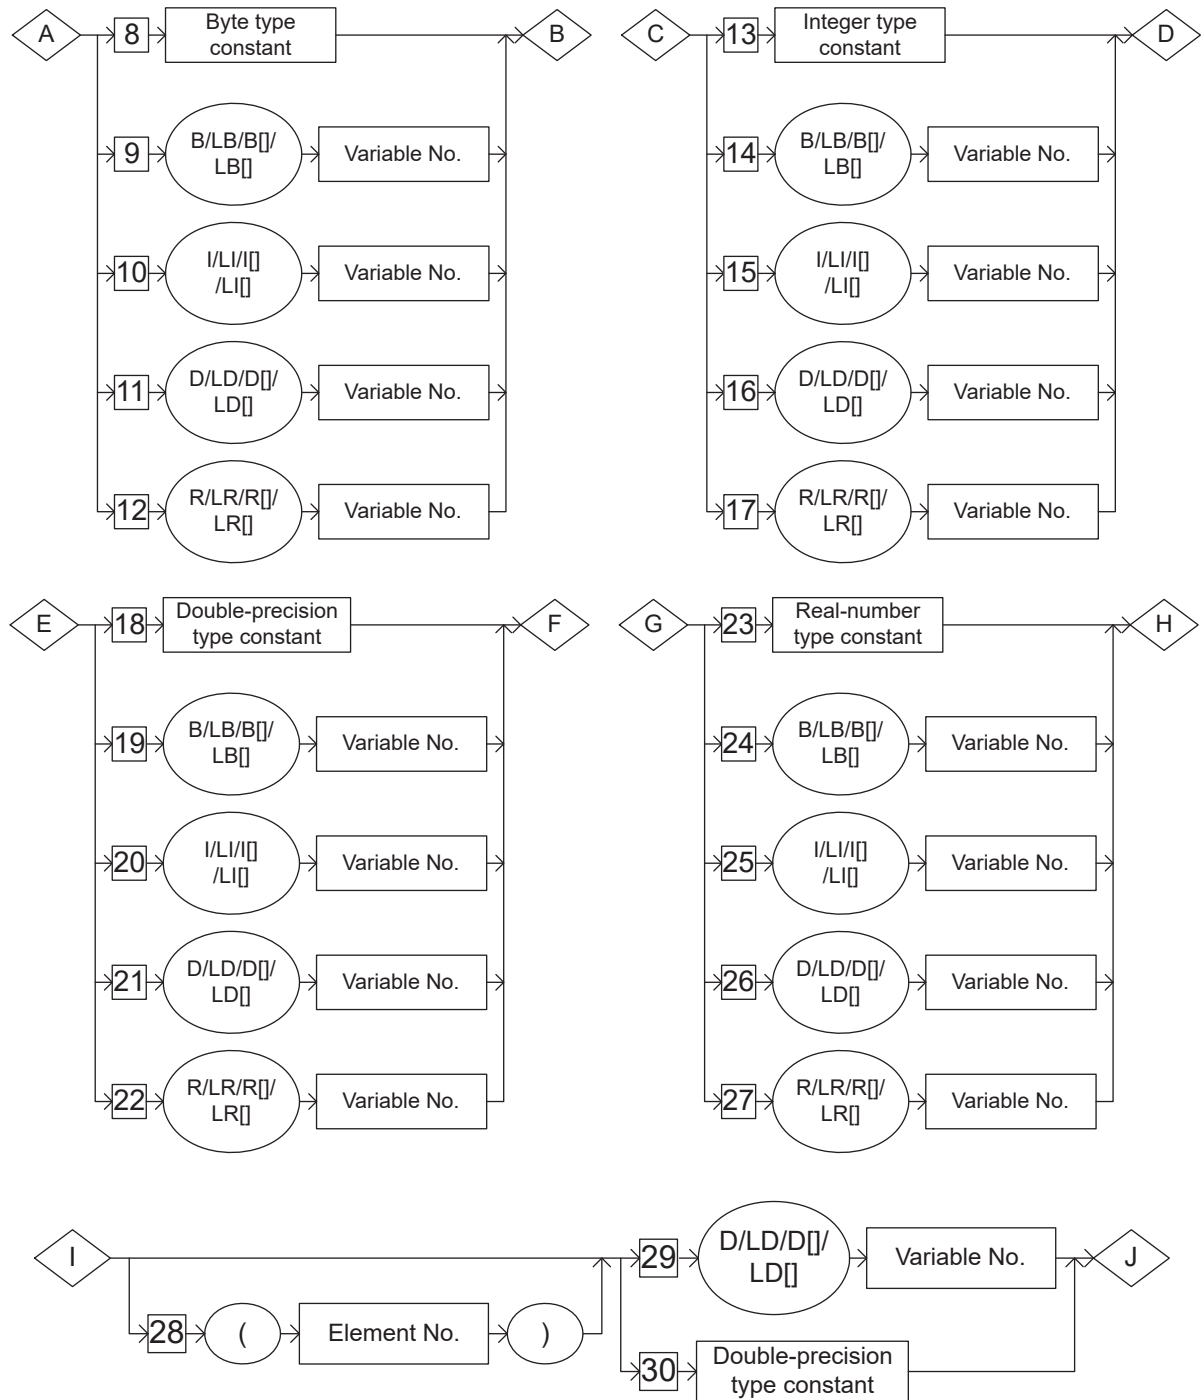 A
8
Byte type
constant
B
9
B/LB/B[]/
LB[]
Variable No.
10
I/LI/I[]
/LI[]
Variable No.
11
D/LD/D[]/
LD[]
Variable No.
12
R/LR/R[]/
LR[]
Variable No.
C
13
Integer type
constant
D
14
B/LB/B[]/
LB[]
Variable No.
15
I/LI/I[]
/LI[]
Variable No.
16
D/LD/D[]/
LD[]
Variable No.
17
R/LR/R[]/
LR[]
Variable No.
E
18
Double-precision
type constant
F
19
B/LB/B[]/
LB[]
Variable No.
20
I/LI/I[]
/LI[]
Variable No.
21
D/LD/D[]/
LD[]
Variable No.
22
R/LR/R[]/
LR[]
Variable No.
G
23
Real-number
type constant
H
24
B/LB/B[]/
LB[]
Variable No.
25
I/LI/I[]
/LI[]
Variable No.
26
D/LD/D[]/
LD[]
Variable No.
27
R/LR/R[]/
LR[]
Variable No.
I
28
(
Element No.
)
29
D/LD/D[]/
LD[]
Variable No.
J
30
Double-precision
type constant